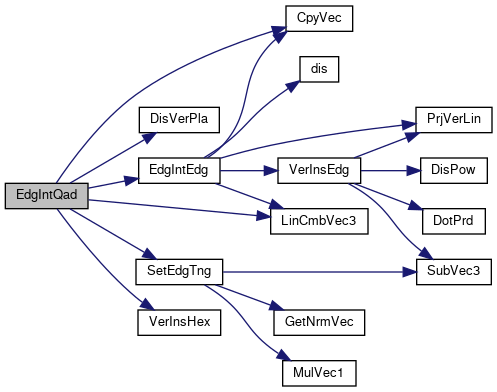 CpyVec
dis
DisVerPla
PrjVerLin
EdgIntEdg
VerInsEdg
DisPow
EdgIntQad
LinCmbVec3
DotPrd
SetEdgTng
SubVec3
VerInsHex
GetNrmVec
MulVec1